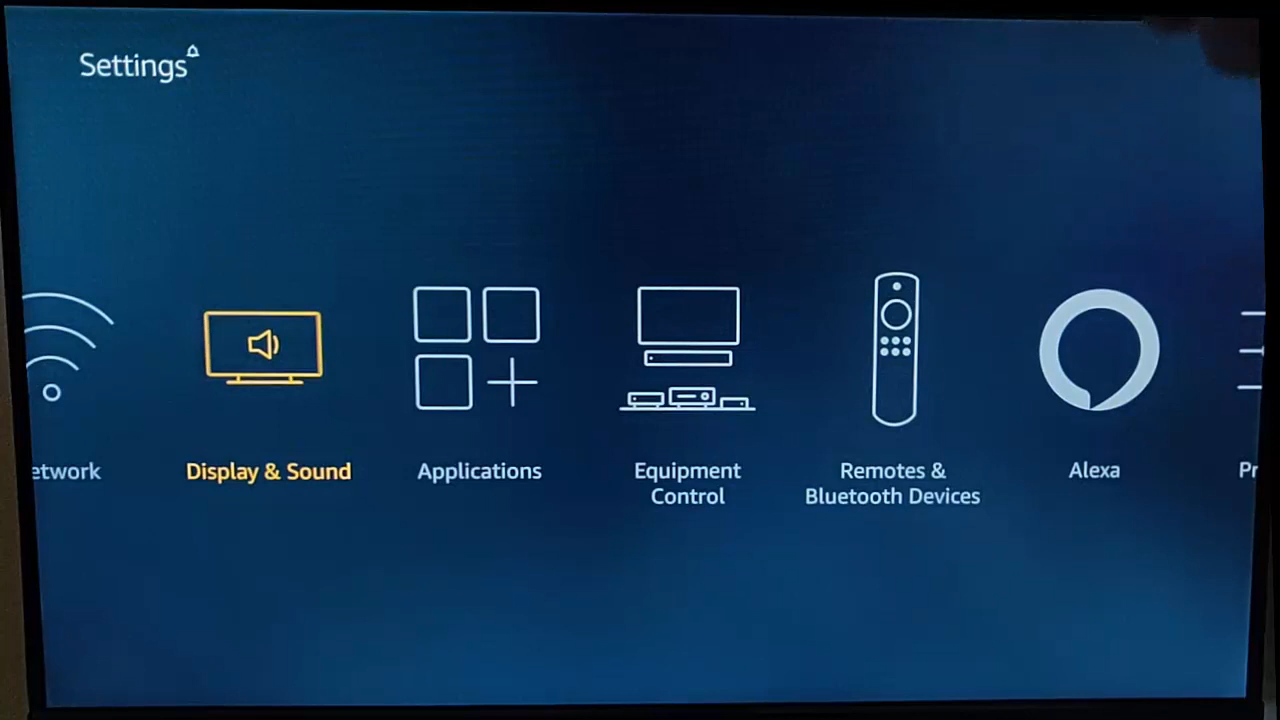 Settings
etwork
Display & Sound
Applications
Equipment
Control
Remotes &
Bluetooth Devices
Alexa
Pr